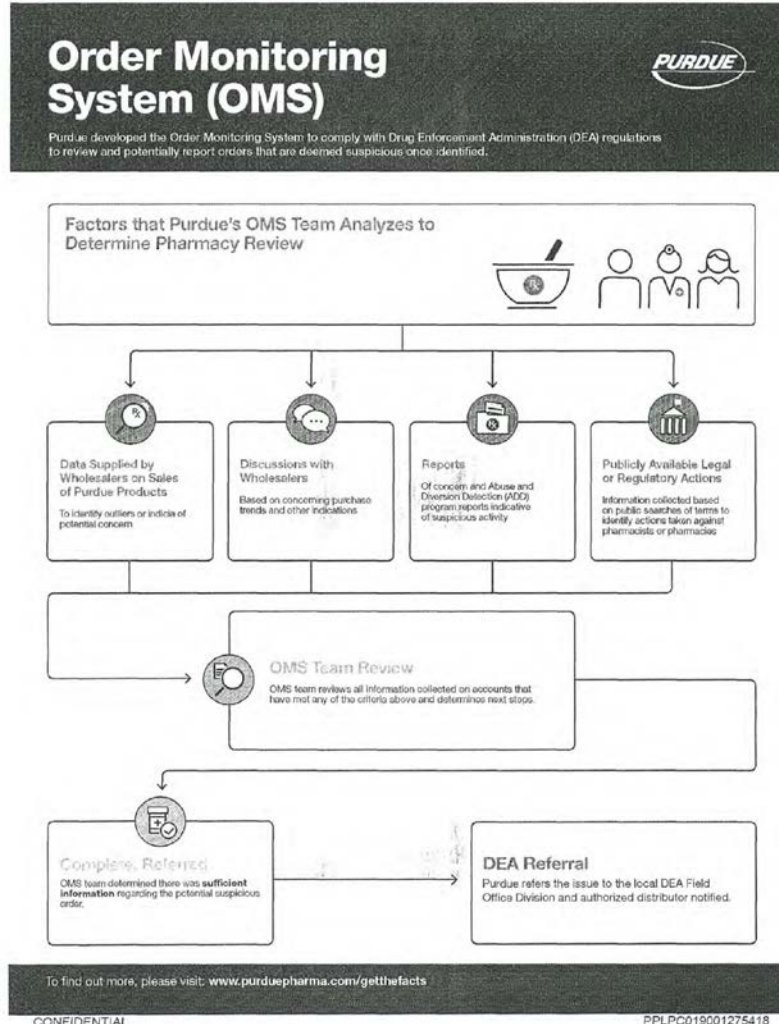 Order Monitoring
System (OMS)
PURDUE
Purdue developed the Order Monitoring System to comply with Drug Enforcement Administration (DEA) regulations
to review and potentially report orders that are deemed suspicious once identified.
Factors that Purdue's OMS Team Analyzes to
Determine Pharmacy Review
Data Supplied by
Wholesalers on Sales
of Purdue Products
To identify outliers or indicia of
potential concern
Discussions with
Wholesalers
Based on concerning purchase
trends and other indications
Reports
Of concern and Abuse and
Diversion Detection (ADD)
program reports indicative
of suspicious activity
Publicly Available Legal
or Regulatory Actions
Information collected based
on public searches of terms to
identify actions taken against
pharmacists or pharmacies
OMS Team Review
OMS team reviews all information collected on accounts that
have met any of the criteria above and determines next steps.
Complete, Referred
OMS team determined there was sufficient
information regarding the potential suspicious
order.
DEA Referral
Purdue refers the issue to the local DEA Field
Office Division and authorized distributor notified.
To find out more, please visit: www.purduepharma.com/getthefacts
CONFIDENTIAL
PPLPC019001275418